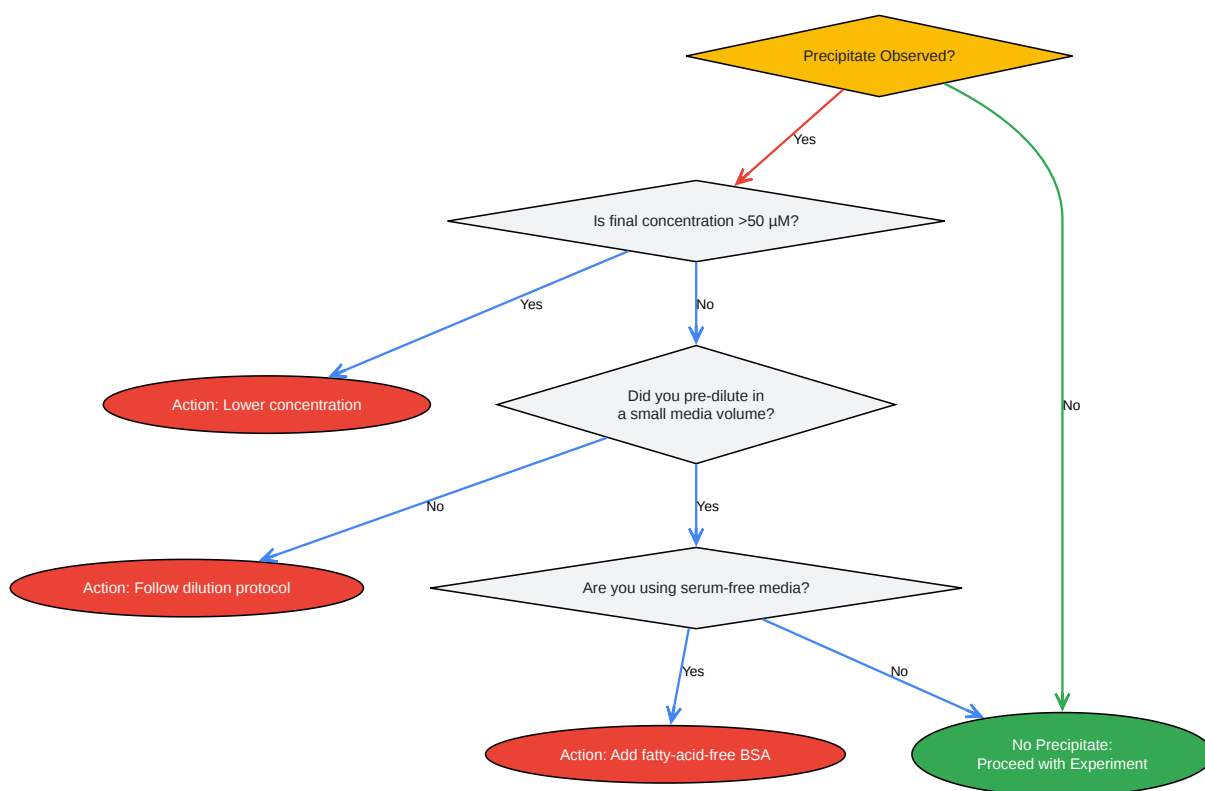 Precipitate Observed?
Yes
Is final concentration >50 µM?
Yes
No
Action: Lower concentration
Did you pre-dilute in
a small media volume?
No
No
Yes
Action: Follow dilution protocol
Are you using serum-free media?
Yes
No
Action: Add fatty-acid-free BSA
No Precipitate:
Proceed with Experiment